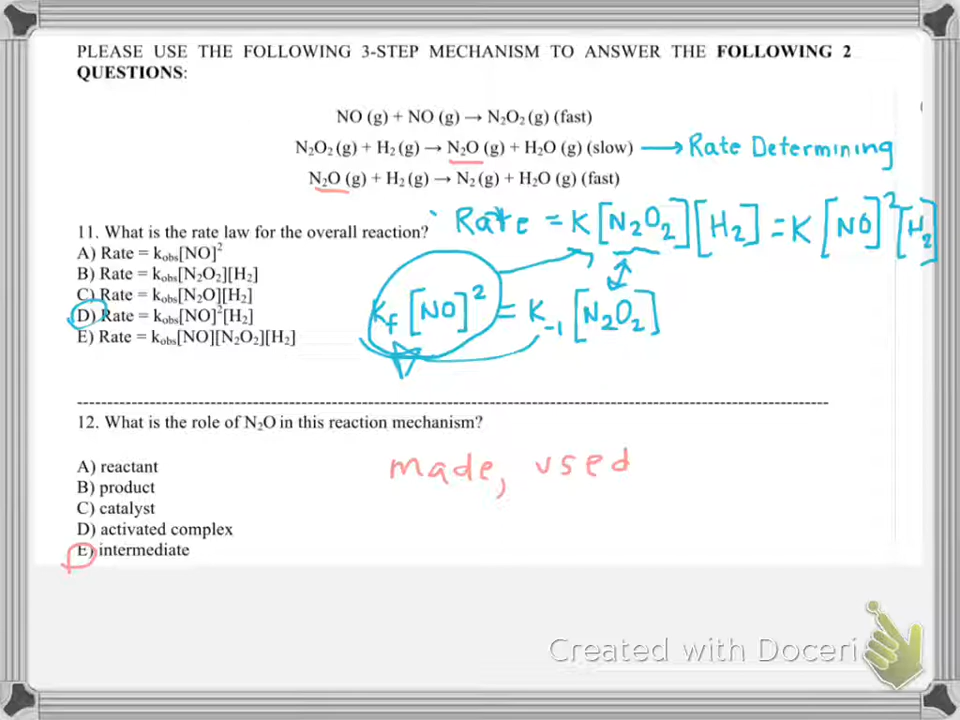 PLEASE USE THE FOLLOWING 3-STEP MECHANISM TO ANSWER THE FOLLOWING 2
QUESTIONS:
NO (g) + NO (g) → N₂O₂ (g) (fast)
N₂O₂ (g) + H₂ (g) → N₂O (g) + H₂O (g) (slow) → Rate Determining
N₂O (g) + H₂ (g) → N₂ (g) + H₂O (g) (fast)
Rate = K[N₂O₂][H₂] = K[NO]²[H₂]
11. What is the rate law for the overall reaction?
A) Rate = kobs[NO]²
B) Rate = kobs[N₂O₂][H₂]
C) Rate = kobs[N₂O][H₂]
D) Rate = kobs[NO]²[H₂]
E) Rate = kobs[NO][N₂O₂][H₂]
Kf[NO]² = K₋₁[N₂O₂]
12. What is the role of N₂O in this reaction mechanism?
made, used
A) reactant
B) product
C) catalyst
D) activated complex
E) intermediate
Created with Doceri